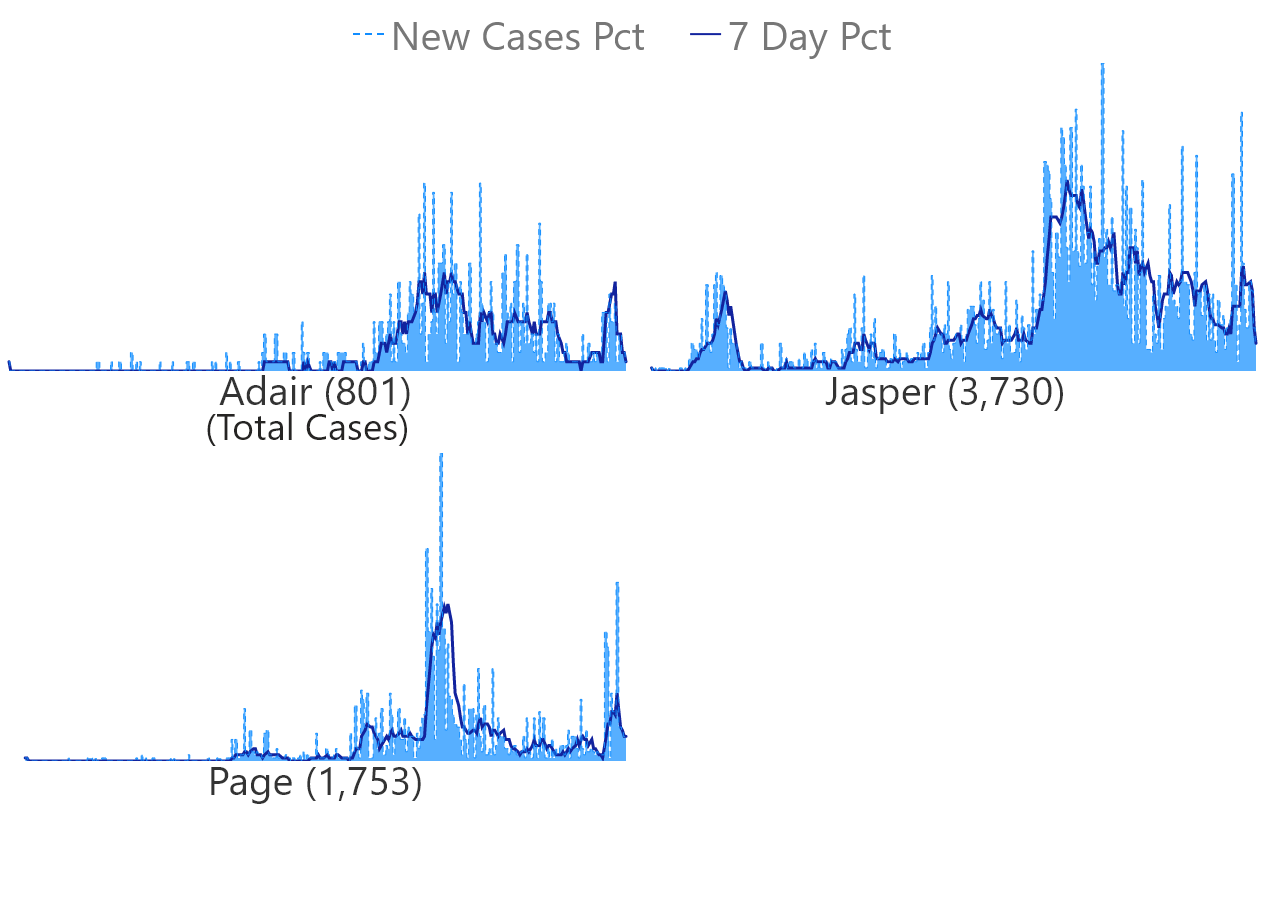 New Cases Pct 7 Day Pct
Adair (801) Jasper (3,730)
(Total Cases)
Page (1,753)